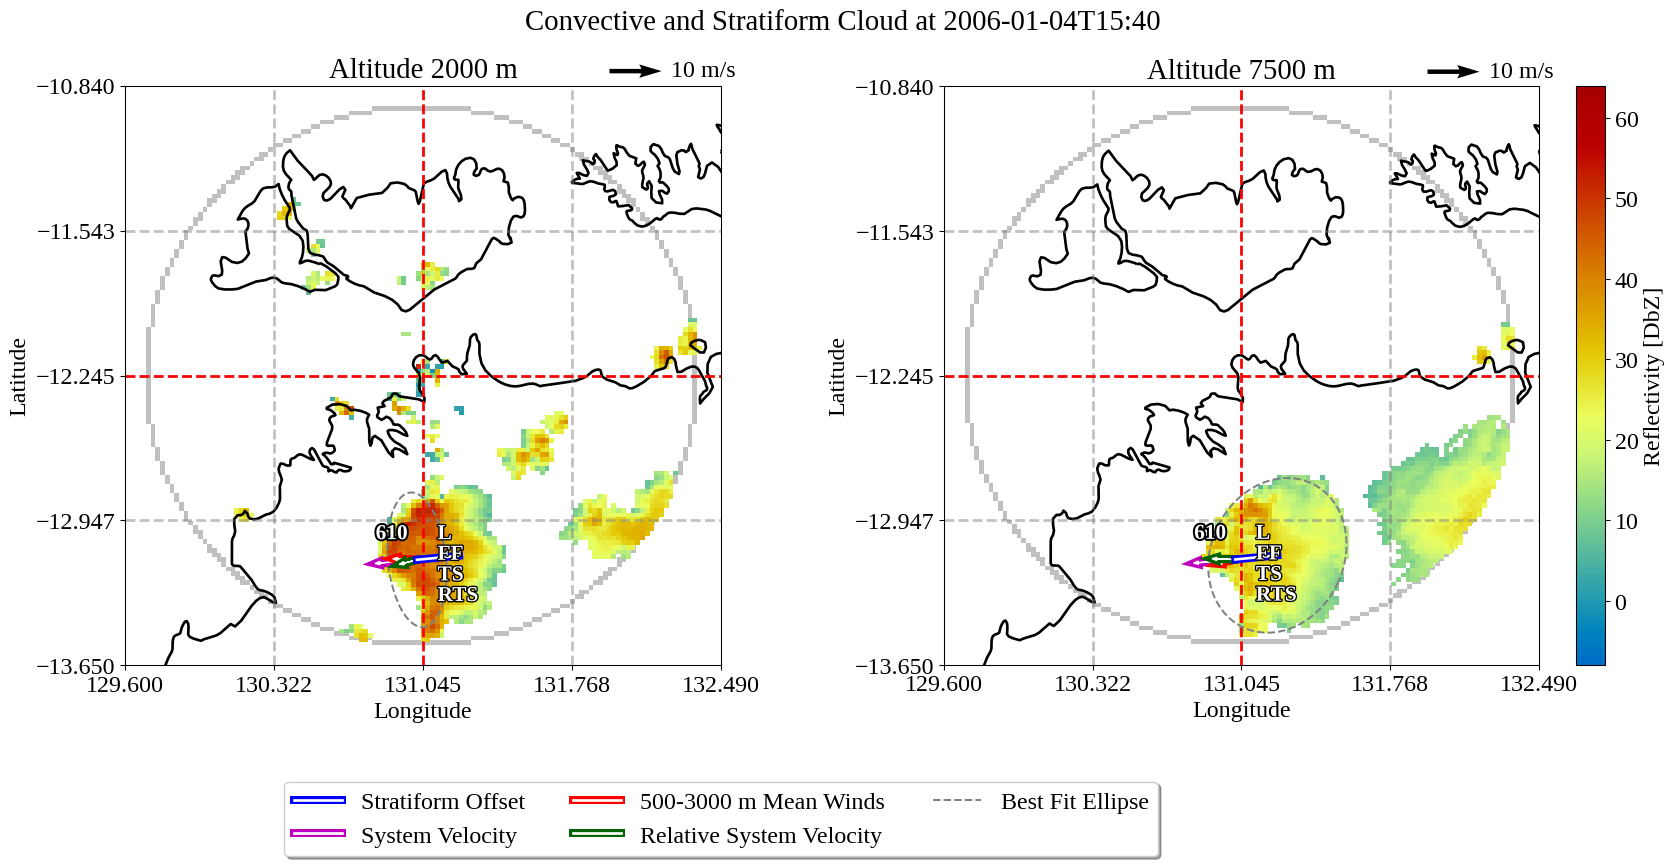 Convective and Stratiform Cloud at 2006-01-04T15:40
Altitude 2000 m
10 m/s
−10.840
−11.543
−12.245
−12.947
−13.650
Latitude
610
L
FF
TS
RTS
129.600
130.322
131.045
131.768
132.490
Longitude
Altitude 7500 m
10 m/s
−10.840
−11.543
−12.245
−12.947
−13.650
Latitude
610
L
FF
TS
RTS
129.600
130.322
131.045
131.768
132.490
Longitude
60
50
40
30
20
10
0
Reflectivity [DbZ]
Stratiform Offset
System Velocity
500-3000 m Mean Winds
Relative System Velocity
Best Fit Ellipse